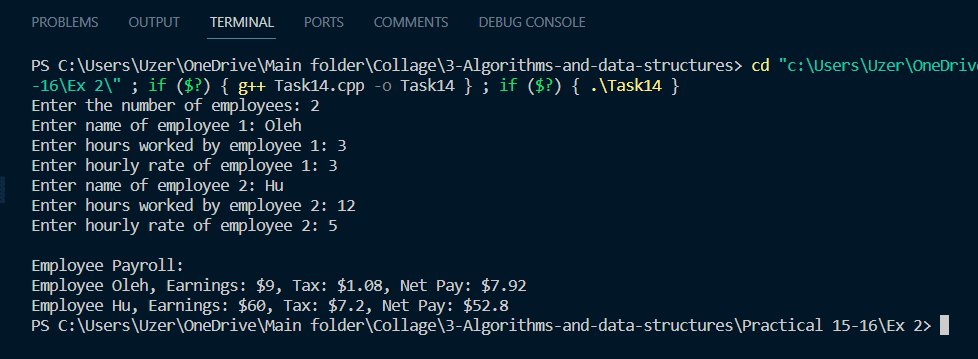 PROBLEMS OUTPUT TERMINAL PORTS COMMENTS DEBUG CONSOLE
PS C:\Users\Uzer\OneDrive\Main folder\Collage\3-Algorithms-and-data-structures> cd "c:\Users\Uzer\OneDrive
-16\Ex 2\" ; if ($?) { g++ Task14.cpp -o Task14 } ; if ($?) { .\Task14 }
Enter the number of employees: 2
Enter name of employee 1: Oleh
Enter hours worked by employee 1: 3
Enter hourly rate of employee 1: 3
Enter name of employee 2: Hu
Enter hours worked by employee 2: 12
Enter hourly rate of employee 2: 5
Employee Payroll:
Employee Oleh, Earnings: $9, Tax: $1.08, Net Pay: $7.92
Employee Hu, Earnings: $60, Tax: $7.2, Net Pay: $52.8
PS C:\Users\Uzer\OneDrive\Main folder\Collage\3-Algorithms-and-data-structures\Practical 15-16\Ex 2>